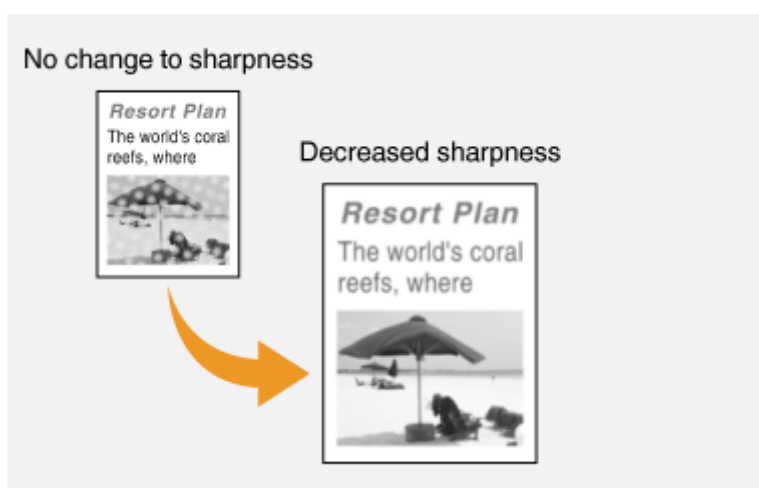 No change to sharpness
Resort Plan
The world's coral
reefs, where
Decreased sharpness
Resort Plan
The world's coral
reefs, where